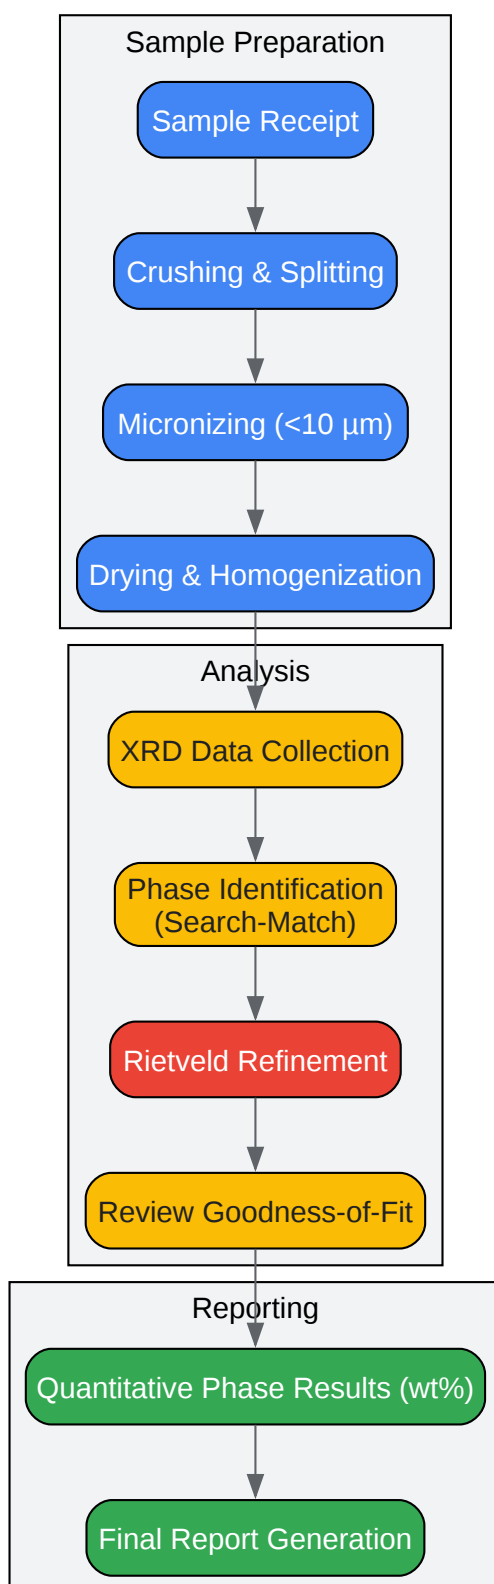 Sample Preparation
Sample Receipt
Crushing & Splitting
Micronizing (<10 µm)
Drying & Homogenization
Analysis
XRD Data Collection
Phase Identification
(Search-Match)
Rietveld Refinement
Review Goodness-of-Fit
Reporting
Quantitative Phase Results (wt%)
Final Report Generation